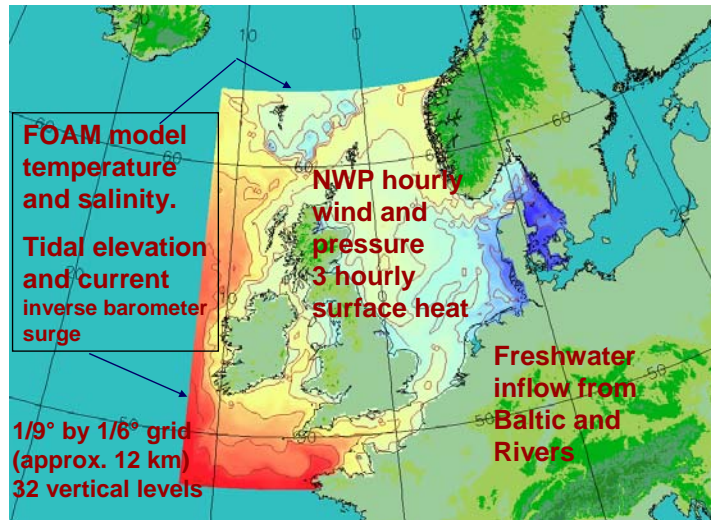 10
0
FOAM model
temperature
and salinity.
Tidal elevation
and current
inverse barometer
surge
NWP hourly
wind and
pressure
3 hourly
surface heat
60
60
50
50
Freshwater
inflow from
Baltic and
Rivers
1/9° by 1/6° grid
(approx. 12 km)
32 vertical levels